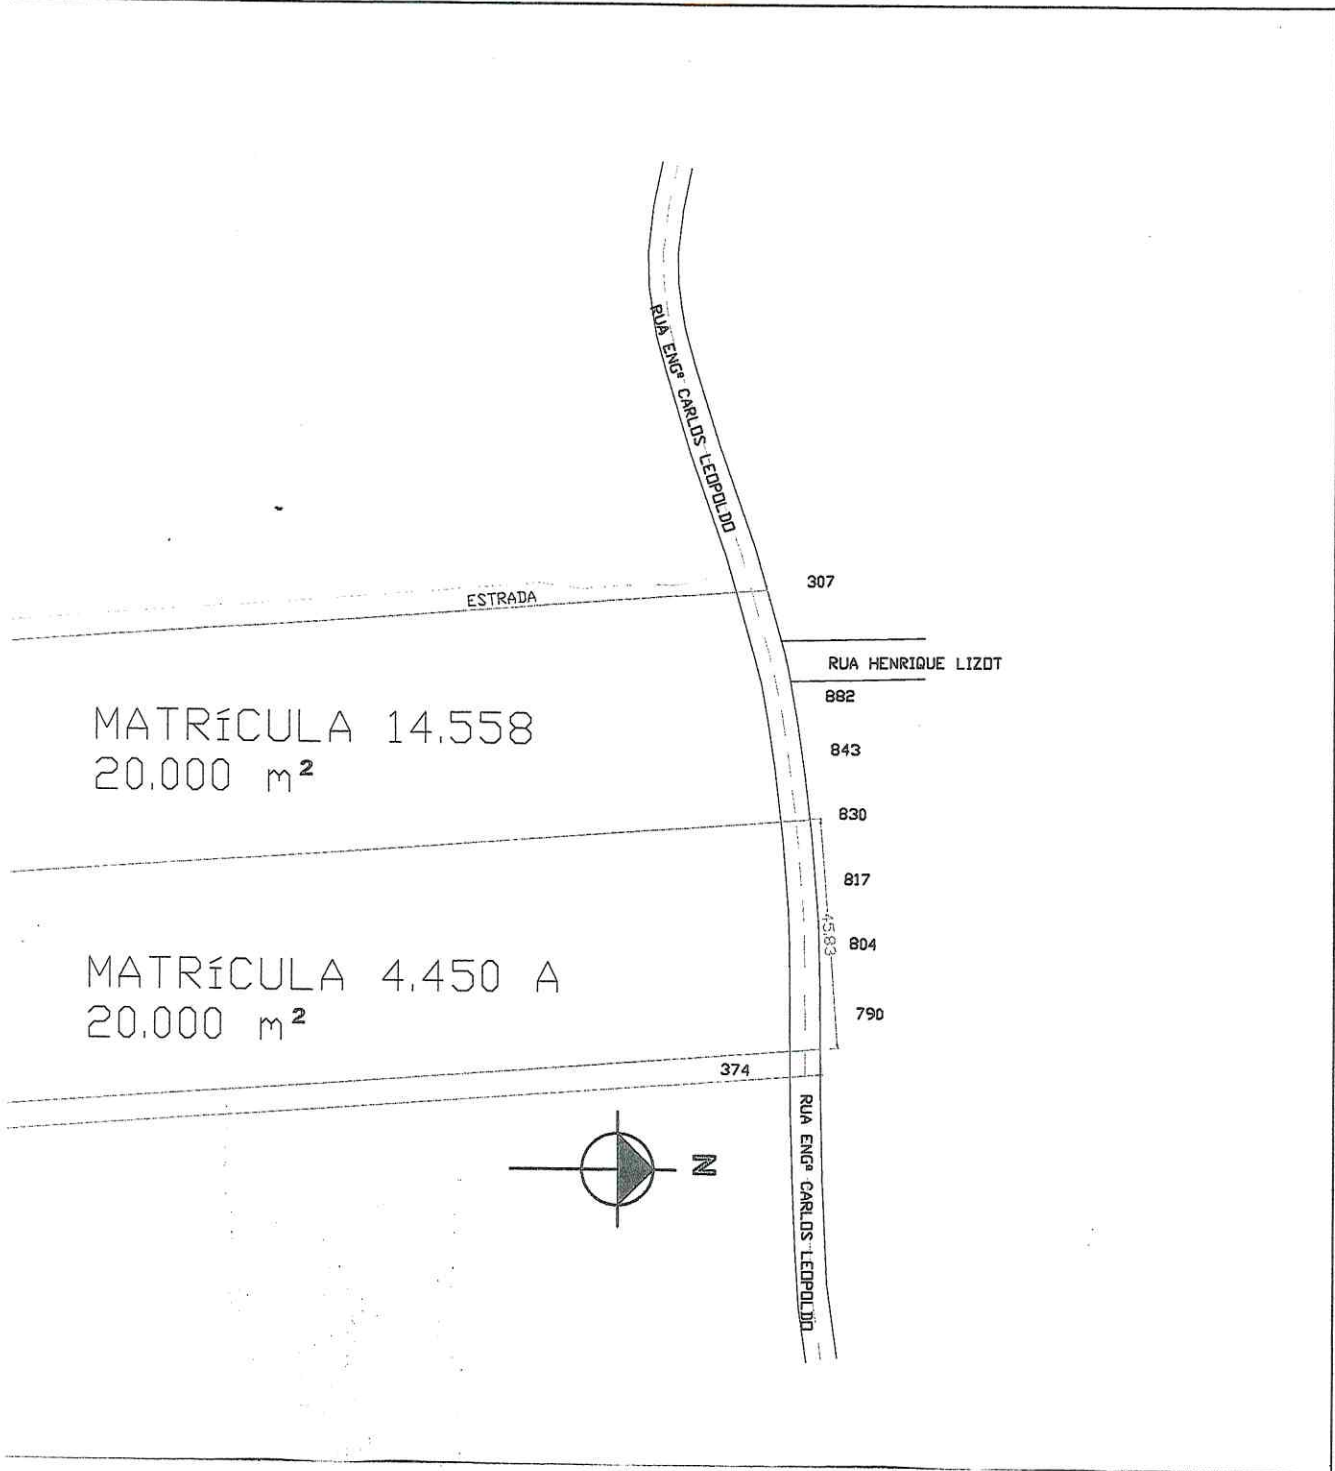 RUA ENGº CARLOS LEOPOLDO
307
ESTRADA
RUA HENRIQUE LIZOT
882
MATRÍCULA 14.558
20.000 m²
843
830
817
45.83
804
MATRÍCULA 4.450 A
20.000 m²
790
374
RUA ENGº CARLOS LEOPOLDO
N